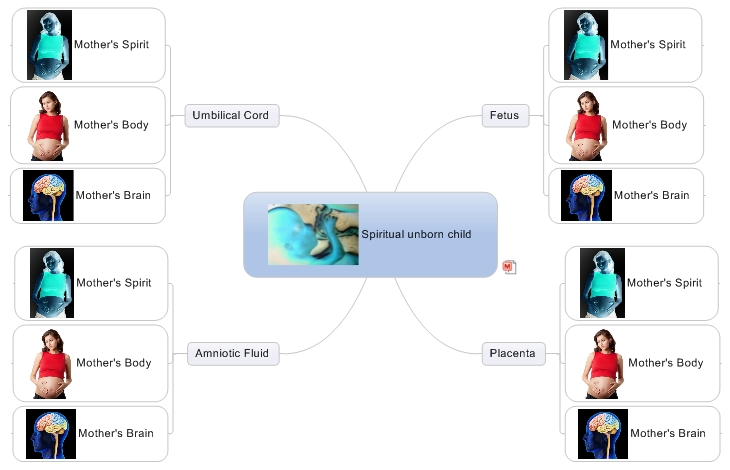 Mother's Spirit
Mother's Body
Mother's Brain
Umbilical Cord
Mother's Spirit
Mother's Body
Mother's Brain
Fetus
Spiritual unborn child
Mother's Spirit
Mother's Body
Mother's Brain
Amniotic Fluid
Mother's Spirit
Mother's Body
Mother's Brain
Placenta